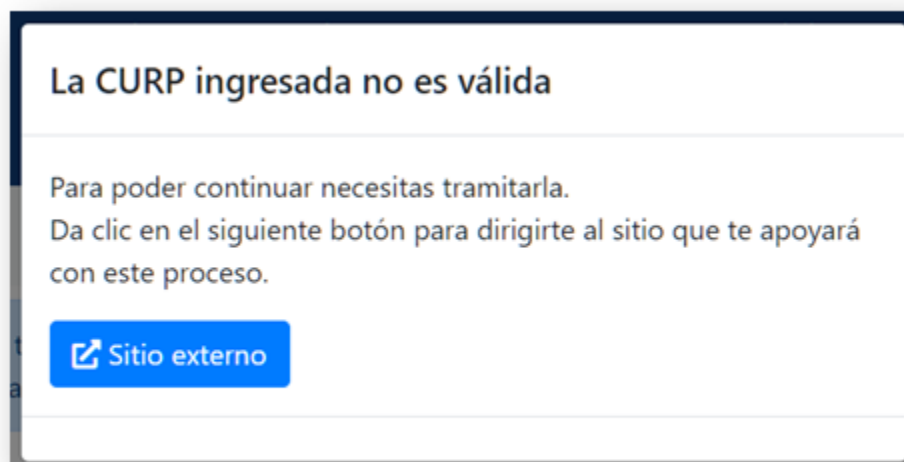 La CURP ingresada no es válida
Para poder continuar necesitas tramitarla.
Da clic en el siguiente botón para dirigirte al sitio que te apoyará
con este proceso.
Sitio externo